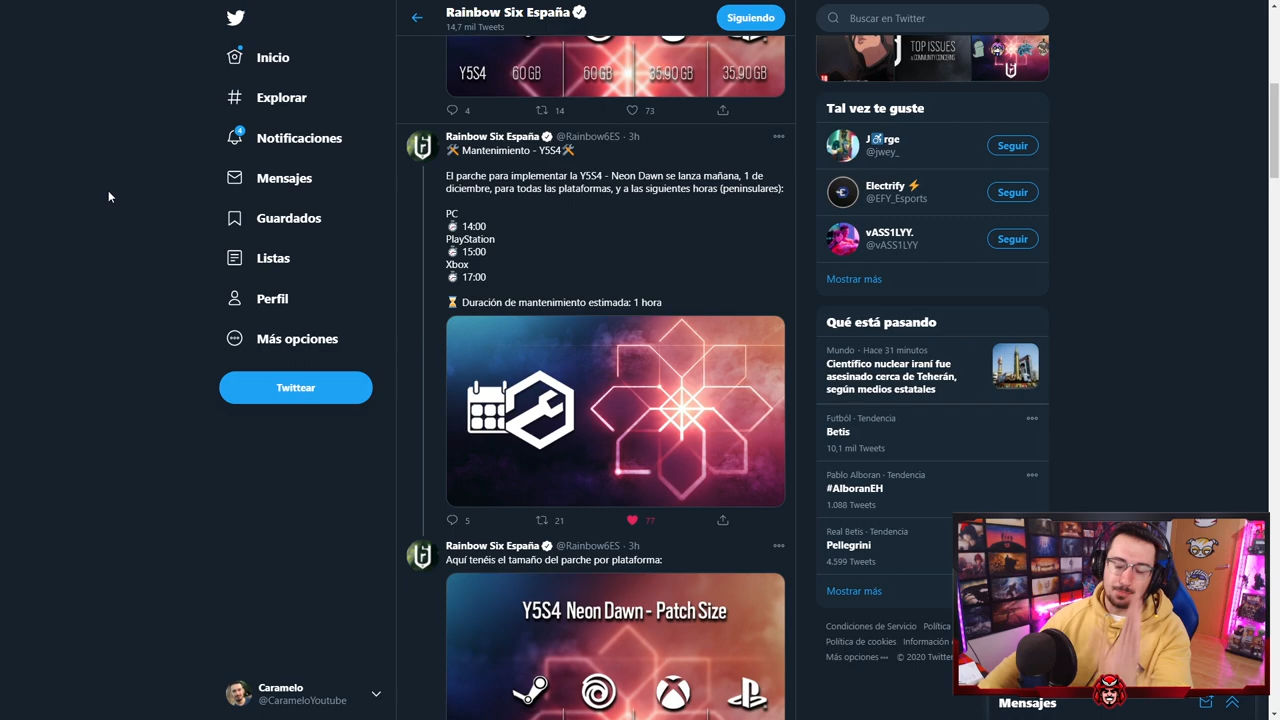 Inicio
Explorar
4
Notificaciones
Mensajes
Guardados
Listas
Perfil
Más opciones
Twittear
Caramelo
@CarameloYoutube
Rainbow Six España
14,7 mil Tweets
Siguiendo
Y5S4 60 GB 60 GB 35.90 GB 35.90 GB
4 14 73
Rainbow Six España @Rainbow6ES · 3h
🛠 Mantenimiento - Y5S4🛠
El parche para implementar la Y5S4 - Neon Dawn se lanza mañana, 1 de
diciembre, para todas las plataformas, y a las siguientes horas (peninsulares):
PC
⏱ 14:00
PlayStation
⏱ 15:00
Xbox
⏱ 17:00
⌛ Duración de mantenimiento estimada: 1 hora
5 21 77
Rainbow Six España @Rainbow6ES · 3h
Aquí tenéis el tamaño del parche por plataforma:
Y5S4 Neon Dawn - Patch Size
Buscar en Twitter
TOP ISSUES
& COMMUNITY CONCERNS
Tal vez te guste
J♿rge
@jwey_
Seguir
Electrify ⚡
@EFY_Esports
Seguir
vASS1LYY.
@vASS1LYY
Seguir
Mostrar más
Qué está pasando
Mundo · Hace 31 minutos
Científico nuclear iraní fue
asesinado cerca de Teherán,
según medios estatales
Futból · Tendencia
Betis
10,1 mil Tweets
Pablo Alboran · Tendencia
#AlboranEH
1.088 Tweets
Real Betis · Tendencia
Pellegrini
4.599 Tweets
Mostrar más
Condiciones de Servicio Política
Política de cookies Información
Más opciones © 2020 Twitter
Mensajes